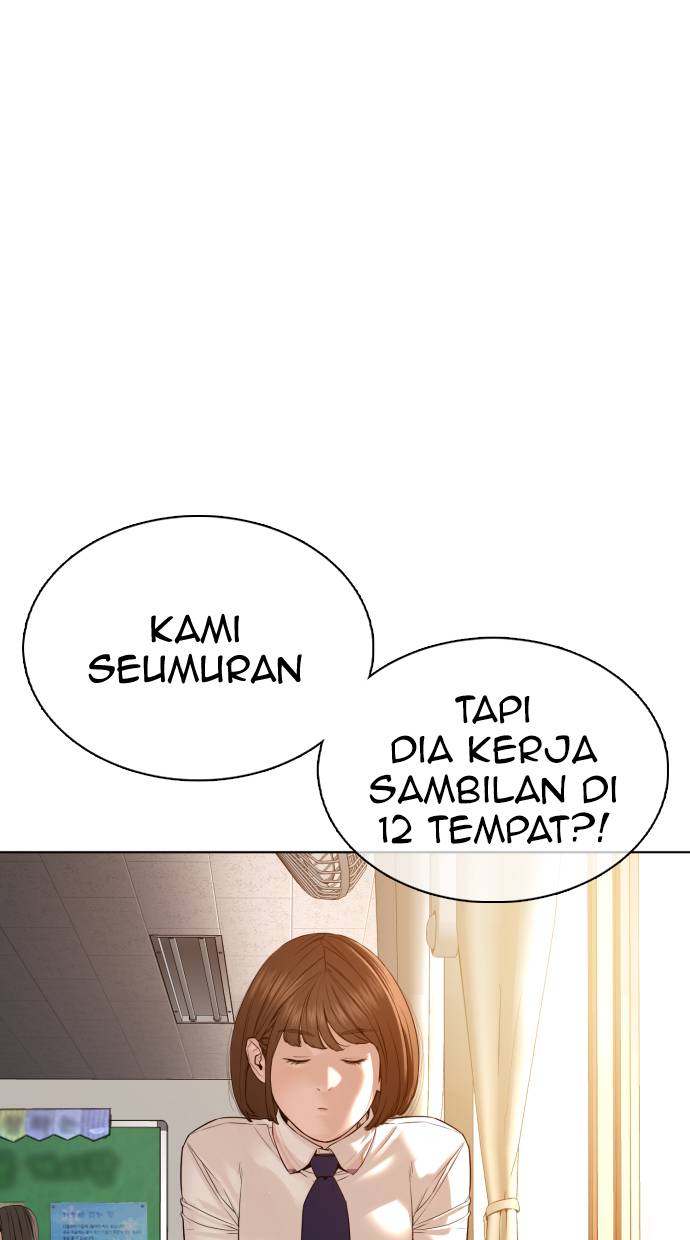 KAMI
SEUMURAN
TAPI
DIA KERJA
SAMBILAN DI
12 TEMPAT?!